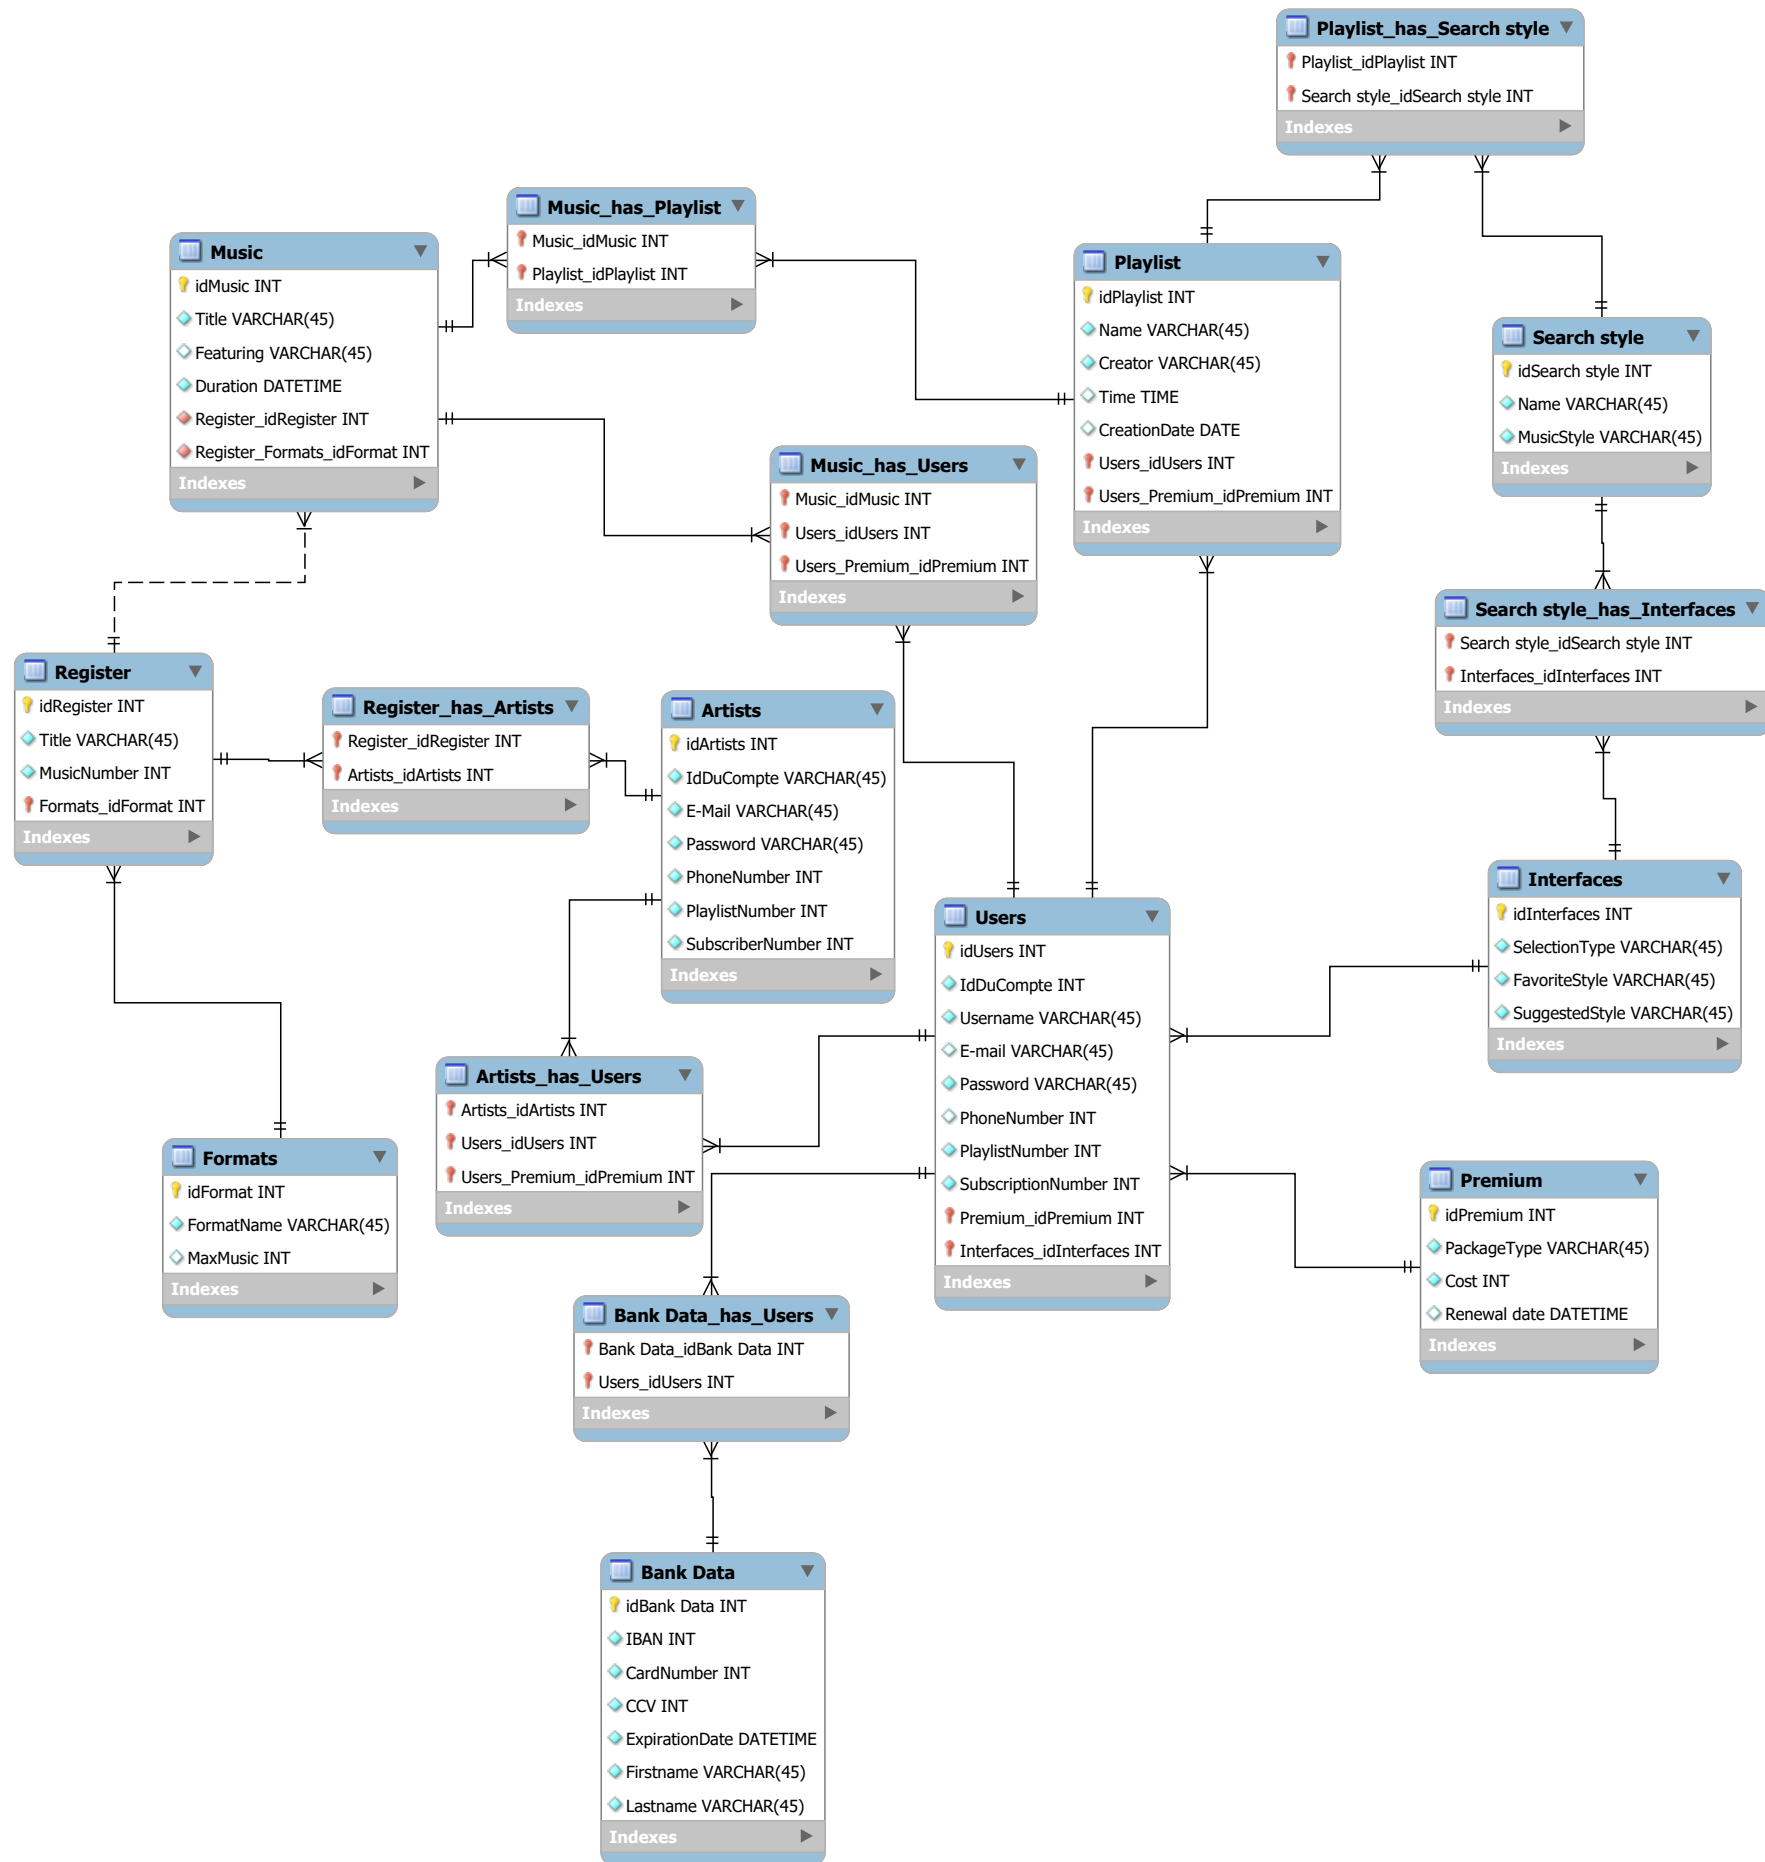 Playlist_has_Search style
Playlist_idPlaylist INT
Search style_idSearch style INT
Indexes
Music_has_Playlist
Music_idMusic INT
Playlist_idPlaylist INT
Indexes
Music
idMusic INT
Title VARCHAR(45)
Featuring VARCHAR(45)
Duration DATETIME
Register_idRegister INT
Register_Formats_idFormat INT
Indexes
Playlist
idPlaylist INT
Name VARCHAR(45)
Creator VARCHAR(45)
Time TIME
CreationDate DATE
Users_idUsers INT
Users_Premium_idPremium INT
Indexes
Search style
idSearch style INT
Name VARCHAR(45)
MusicStyle VARCHAR(45)
Indexes
Music_has_Users
Music_idMusic INT
Users_idUsers INT
Users_Premium_idPremium INT
Indexes
Search style_has_Interfaces
Search style_idSearch style INT
Interfaces_idInterfaces INT
Indexes
Register
idRegister INT
Title VARCHAR(45)
MusicNumber INT
Formats_idFormat INT
Indexes
Register_has_Artists
Register_idRegister INT
Artists_idArtists INT
Indexes
Artists
idArtists INT
IdDuCompte VARCHAR(45)
E-Mail VARCHAR(45)
Password VARCHAR(45)
PhoneNumber INT
PlaylistNumber INT
SubscriberNumber INT
Indexes
Interfaces
idInterfaces INT
SelectionType VARCHAR(45)
FavoriteStyle VARCHAR(45)
SuggestedStyle VARCHAR(45)
Indexes
Users
idUsers INT
IdDuCompte INT
Username VARCHAR(45)
E-mail VARCHAR(45)
Password VARCHAR(45)
PhoneNumber INT
PlaylistNumber INT
SubscriptionNumber INT
Premium_idPremium INT
Interfaces_idInterfaces INT
Indexes
Artists_has_Users
Artists_idArtists INT
Users_idUsers INT
Users_Premium_idPremium INT
Indexes
Formats
idFormat INT
FormatName VARCHAR(45)
MaxMusic INT
Indexes
Premium
idPremium INT
PackageType VARCHAR(45)
Cost INT
Renewal date DATETIME
Indexes
Bank Data_has_Users
Bank Data_idBank Data INT
Users_idUsers INT
Indexes
Bank Data
idBank Data INT
IBAN INT
CardNumber INT
CCV INT
ExpirationDate DATETIME
Firstname VARCHAR(45)
Lastname VARCHAR(45)
Indexes